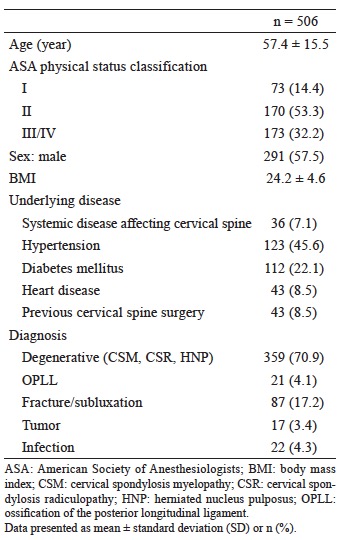 n = 506
Age (year) 57.4 ± 15.5
ASA physical status classification
I 73 (14.4)
II 170 (53.3)
III/IV 173 (32.2)
Sex: male 291 (57.5)
BMI 24.2 ± 4.6
Underlying disease
Systemic disease affecting cervical spine 36 (7.1)
Hypertension 123 (45.6)
Diabetes mellitus 112 (22.1)
Heart disease 43 (8.5)
Previous cervical spine surgery 43 (8.5)
Diagnosis
Degenerative (CSM, CSR, HNP) 359 (70.9)
OPLL 21 (4.1)
Fracture/subluxation 87 (17.2)
Tumor 17 (3.4)
Infection 22 (4.3)
ASA: American Society of Anesthesiologists; BMI: body mass
index; CSM: cervical spondylosis myelopathy; CSR: cervical spon-
dylosis radiculopathy; HNP: herniated nucleus pulposus; OPLL:
ossification of the posterior longitudinal ligament.
Data presented as mean ± standard deviation (SD) or n (%).